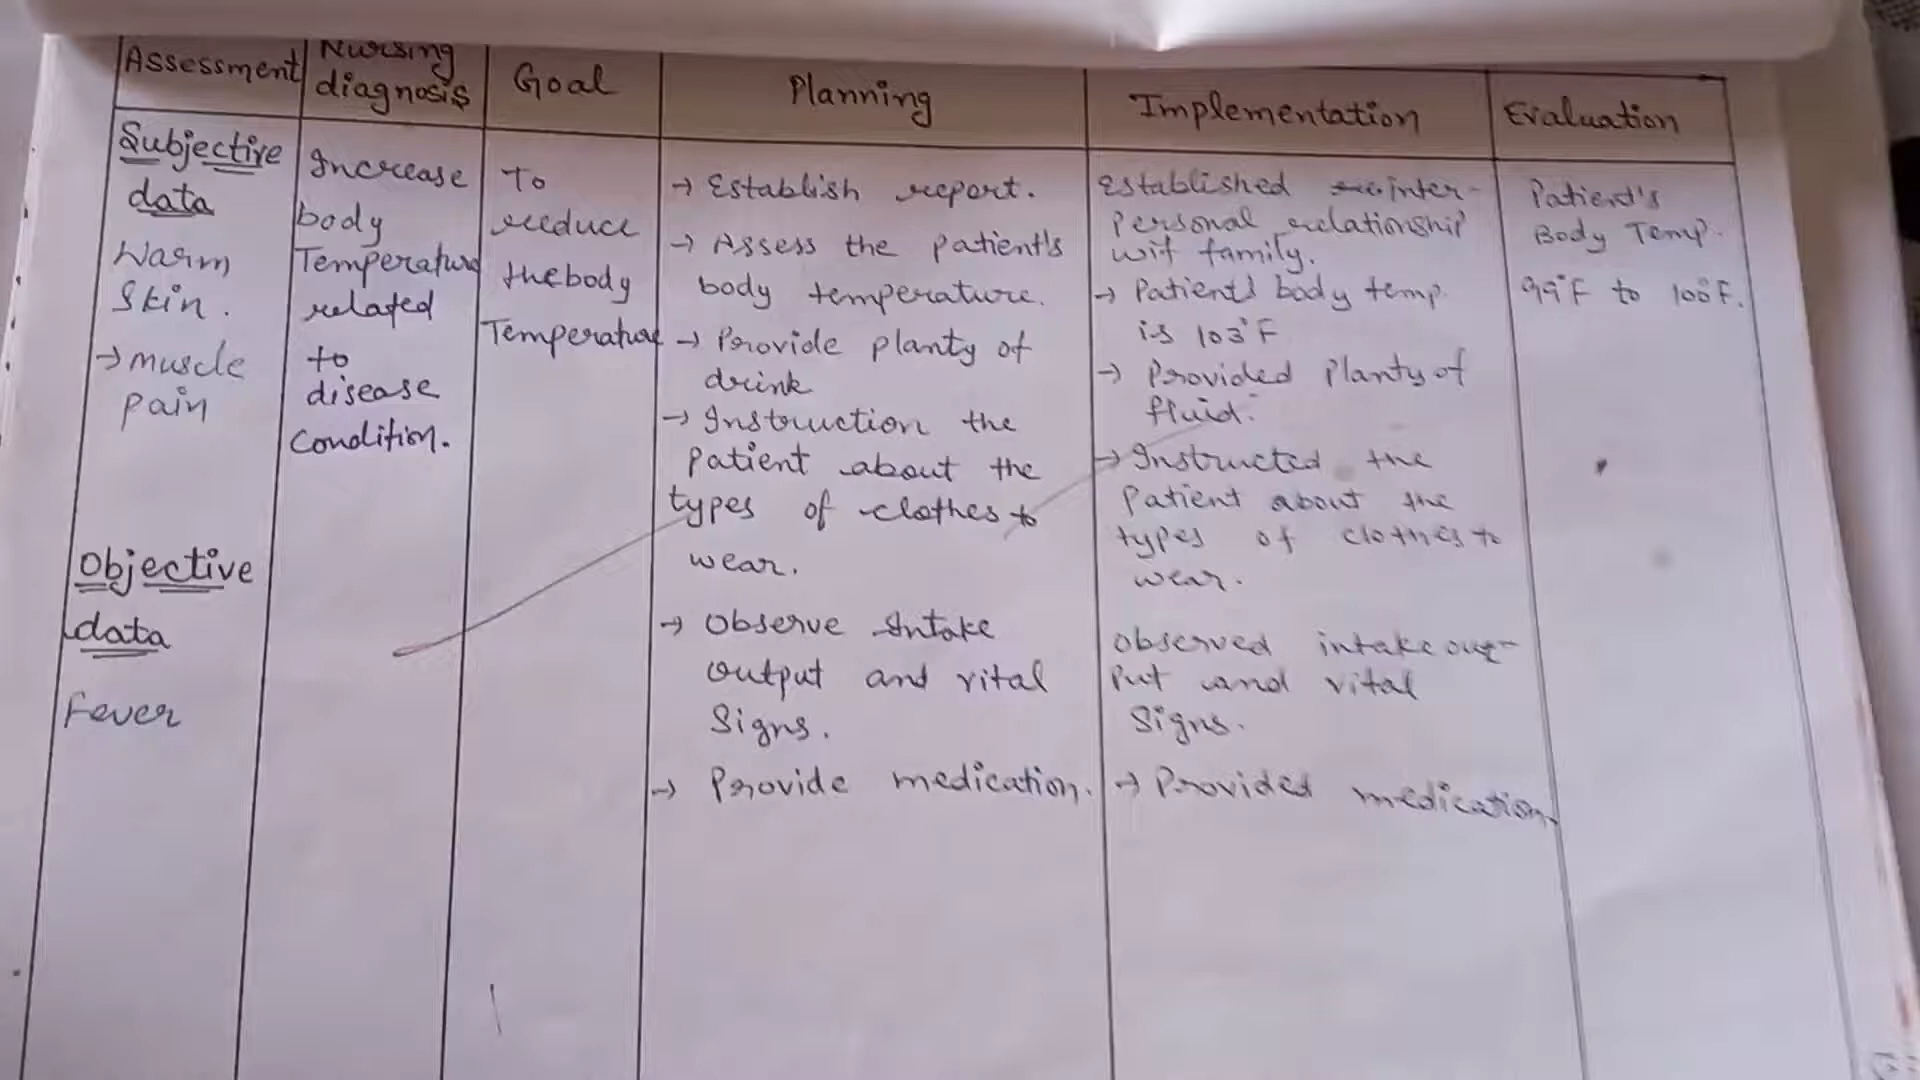 Assessment
Nursing
diagnosis
Goal
Planning
Implementation
Evaluation
Subjective
data
Warm
Skin.
→ muscle
pain
Objective
data
Fever
Increase
body
Temperature
related
to
disease
condition.
To
reduce
the body
Temperature
→ Establish report.
→ Assess the patient's
body temperature.
→ Provide planty of
drink
→ Instruction the
patient about the
types of clothes to
wear.
→ Observe Intake
output and vital
Signs.
→ Provide medication.
Established inter-
personal relationship
wit family.
→ Patient's body temp.
is 103°F
→ Provided planty of
fluid.
→ Instructed the
patient about the
types of clothes to
wear.
Observed intake out-
put and vital
signs.
→ Provided medication.
Patient's
Body Temp.
99°F to 100°F.